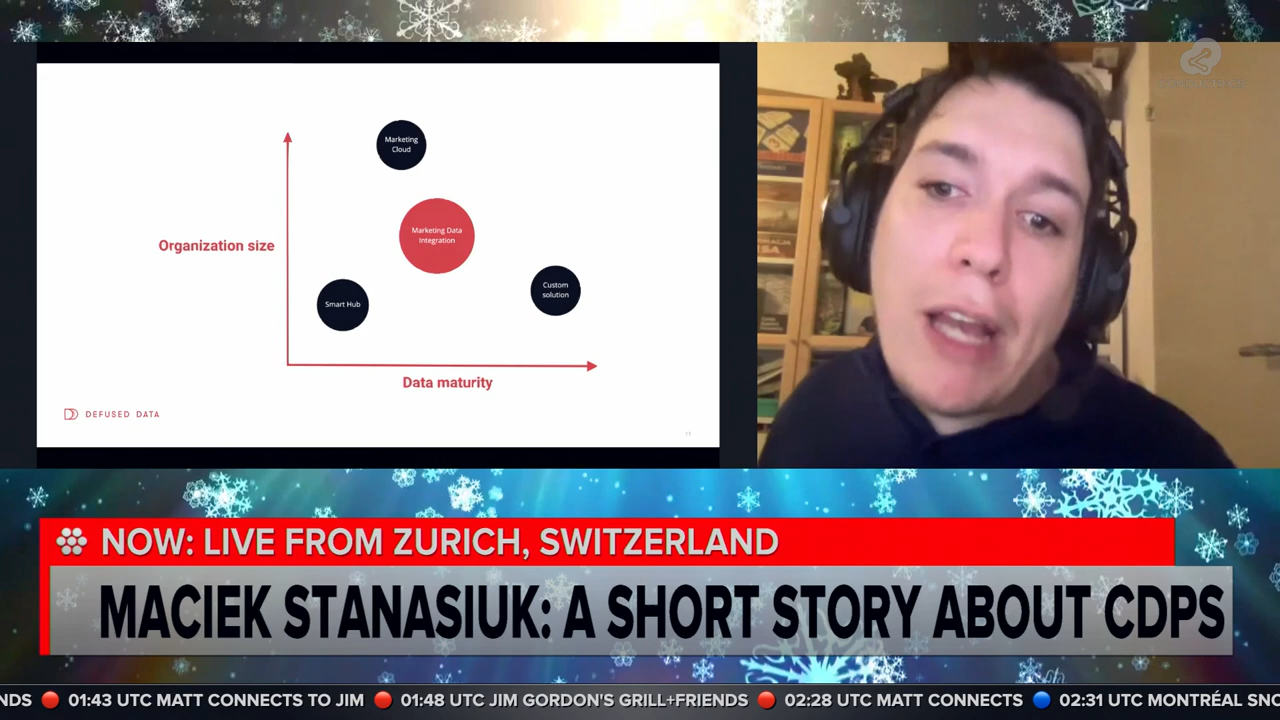 Marketing
Cloud
Organization size
Marketing Data
Integration
Smart Hub
Custom
solution
Data maturity
DEFUSED DATA
NOW: LIVE FROM ZURICH, SWITZERLAND
MACIEK STANASIUK: A SHORT STORY ABOUT CDPS
NDS 01:43 UTC MATT CONNECTS TO JIM 01:48 UTC JIM GORDON'S GRILL+FRIENDS 02:28 UTC MATT CONNECTS 02:31 UTC MONTRÉAL SNO